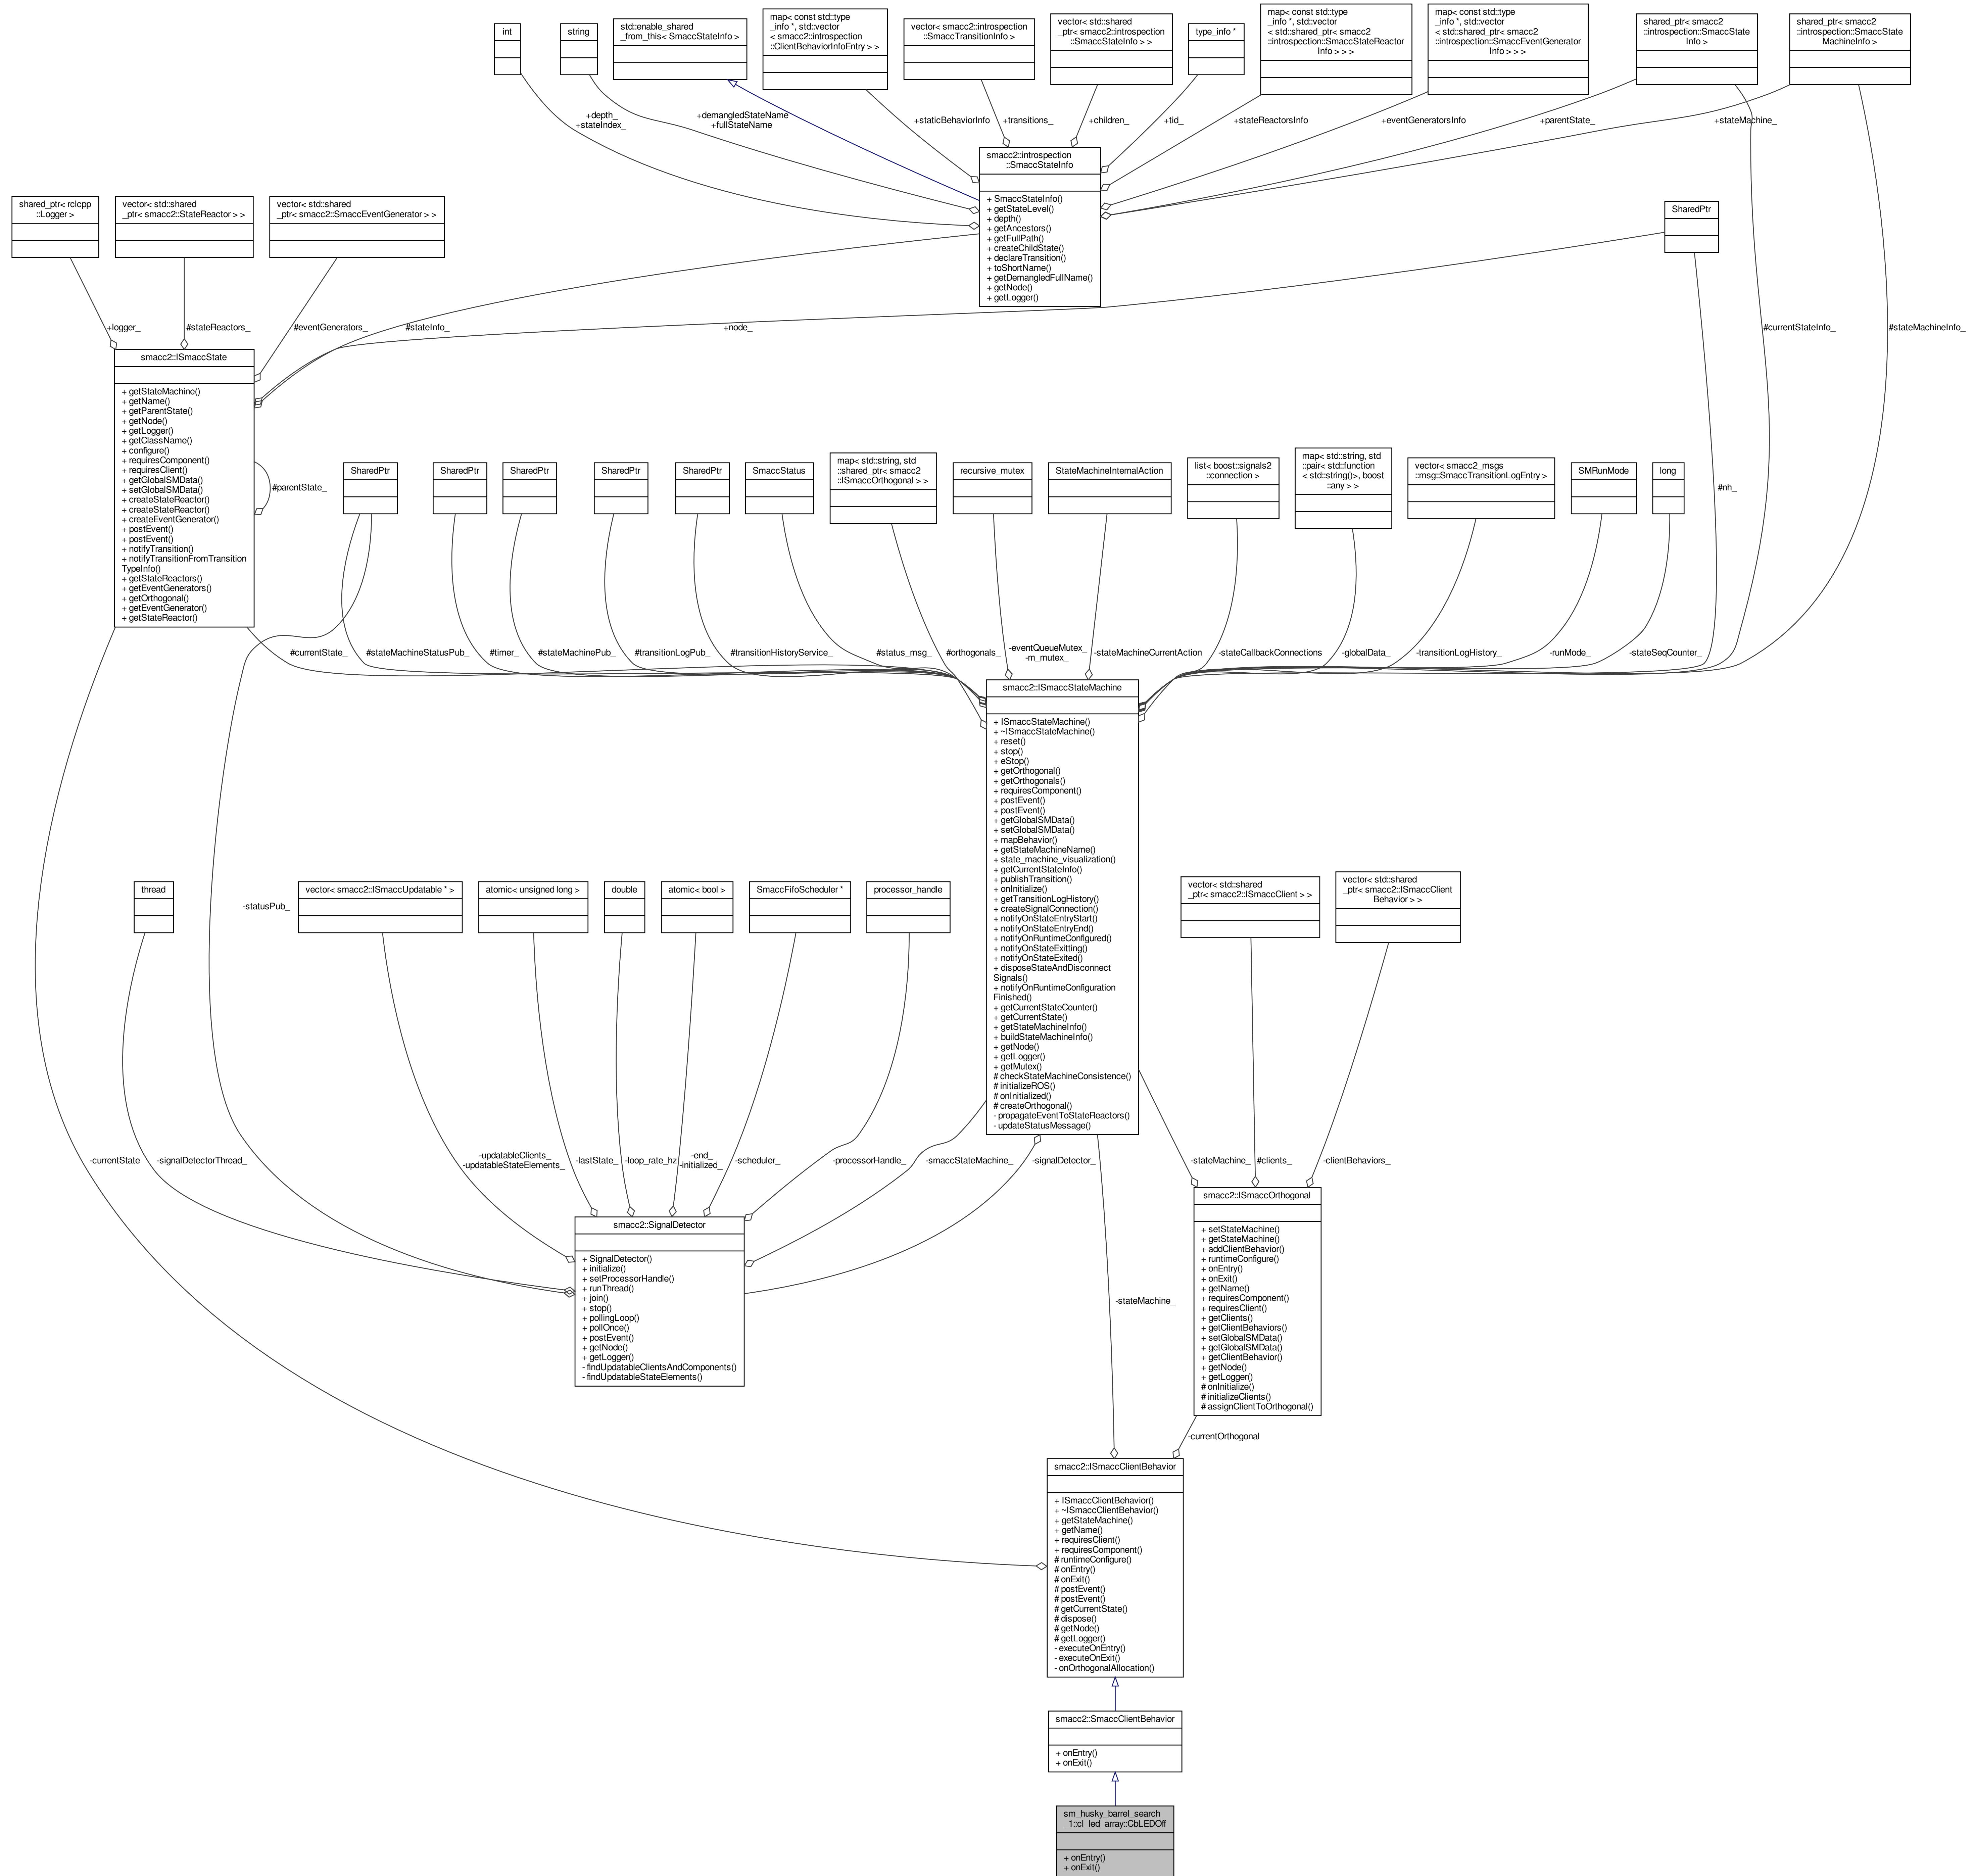 int
string
std::enable_shared
_from_this< SmaccStateInfo >
map< const std::type
_info *, std::vector
< smacc2::introspection
::ClientBehaviorInfoEntry > >
vector< smacc2::introspection
::SmaccTransitionInfo >
vector< std::shared
_ptr< smacc2::introspection
::SmaccStateInfo > >
type_info *
map< const std::type
_info *, std::vector
< std::shared_ptr< smacc2
::introspection::SmaccStateReactor
Info > > >
map< const std::type
_info *, std::vector
< std::shared_ptr< smacc2
::introspection::SmaccEventGenerator
Info > > >
shared_ptr< smacc2
::introspection::SmaccState
Info >
shared_ptr< smacc2
::introspection::SmaccState
MachineInfo >
+depth_
+stateIndex_
+demangledStateName
+fullStateName
+staticBehaviorInfo
+transitions_
+children_
+tid_
+stateReactorsInfo
+eventGeneratorsInfo
+parentState_
+stateMachine_
smacc2::introspection
::SmaccStateInfo
+ SmaccStateInfo()
+ getStateLevel()
+ depth()
+ getAncestors()
+ getFullPath()
+ createChildState()
+ declareTransition()
+ toShortName()
+ getDemangledFullName()
+ getNode()
+ getLogger()
shared_ptr< rclcpp
::Logger >
vector< std::shared
_ptr< smacc2::StateReactor > >
vector< std::shared
_ptr< smacc2::SmaccEventGenerator > >
SharedPtr
+logger_
#stateReactors_
#eventGenerators_
#stateInfo_
+node_
#currentStateInfo_
#stateMachineInfo_
smacc2::ISmaccState
+ getStateMachine()
+ getName()
+ getParentState()
+ getNode()
+ getLogger()
+ getClassName()
+ configure()
+ requiresComponent()
+ requiresClient()
+ getGlobalSMData()
+ setGlobalSMData()
+ createStateReactor()
+ createStateReactor()
+ createEventGenerator()
+ postEvent()
+ postEvent()
+ notifyTransition()
+ notifyTransitionFromTransition
TypeInfo()
+ getStateReactors()
+ getEventGenerators()
+ getOrthogonal()
+ getEventGenerator()
+ getStateReactor()
#parentState_
SharedPtr
SharedPtr
SharedPtr
SharedPtr
SharedPtr
SmaccStatus
map< std::string, std
::shared_ptr< smacc2
::ISmaccOrthogonal > >
recursive_mutex
StateMachineInternalAction
list< boost::signals2
::connection >
map< std::string, std
::pair< std::function
< std::string()>, boost
::any > >
vector< smacc2_msgs
::msg::SmaccTransitionLogEntry >
SMRunMode
long
#nh_
#currentState_
#stateMachineStatusPub_
#timer_
#stateMachinePub_
#transitionLogPub_
#transitionHistoryService_
#status_msg_
#orthogonals_
-eventQueueMutex_
-m_mutex_
-stateMachineCurrentAction
-stateCallbackConnections
-globalData_
-transitionLogHistory_
-runMode_
-stateSeqCounter_
smacc2::ISmaccStateMachine
+ ISmaccStateMachine()
+ ~ISmaccStateMachine()
+ reset()
+ stop()
+ eStop()
+ getOrthogonal()
+ getOrthogonals()
+ requiresComponent()
+ postEvent()
+ postEvent()
+ getGlobalSMData()
+ setGlobalSMData()
+ mapBehavior()
+ getStateMachineName()
+ state_machine_visualization()
+ getCurrentStateInfo()
+ publishTransition()
+ onInitialize()
+ getTransitionLogHistory()
+ createSignalConnection()
+ notifyOnStateEntryStart()
+ notifyOnStateEntryEnd()
+ notifyOnRuntimeConfigured()
+ notifyOnStateExitting()
+ notifyOnStateExited()
+ disposeStateAndDisconnect
Signals()
+ notifyOnRuntimeConfiguration
Finished()
+ getCurrentStateCounter()
+ getCurrentState()
+ getStateMachineInfo()
+ buildStateMachineInfo()
+ getNode()
+ getLogger()
+ getMutex()
# checkStateMachineConsistence()
# initializeROS()
# onInitialized()
# createOrthogonal()
- propagateEventToStateReactors()
- updateStatusMessage()
thread
-statusPub_
vector< smacc2::ISmaccUpdatable * >
atomic< unsigned long >
double
atomic< bool >
SmaccFifoScheduler *
processor_handle
vector< std::shared
_ptr< smacc2::ISmaccClient > >
vector< std::shared
_ptr< smacc2::ISmaccClient
Behavior > >
-currentState
-signalDetectorThread_
-updatableClients_
-updatableStateElements_
-lastState_
-loop_rate_hz
-end_
-initialized_
-scheduler_
-processorHandle_
-smaccStateMachine_
-signalDetector_
-stateMachine_
#clients_
-clientBehaviors_
smacc2::SignalDetector
+ SignalDetector()
+ initialize()
+ setProcessorHandle()
+ runThread()
+ join()
+ stop()
+ pollingLoop()
+ pollOnce()
+ postEvent()
+ getNode()
+ getLogger()
- findUpdatableClientsAndComponents()
- findUpdatableStateElements()
smacc2::ISmaccOrthogonal
+ setStateMachine()
+ getStateMachine()
+ addClientBehavior()
+ runtimeConfigure()
+ onEntry()
+ onExit()
+ getName()
+ requiresComponent()
+ requiresClient()
+ getClients()
+ getClientBehaviors()
+ setGlobalSMData()
+ getGlobalSMData()
+ getClientBehavior()
+ getNode()
+ getLogger()
# onInitialize()
# initializeClients()
# assignClientToOrthogonal()
-stateMachine_
-currentOrthogonal
smacc2::ISmaccClientBehavior
+ ISmaccClientBehavior()
+ ~ISmaccClientBehavior()
+ getStateMachine()
+ getName()
+ requiresClient()
+ requiresComponent()
# runtimeConfigure()
# onEntry()
# onExit()
# postEvent()
# postEvent()
# getCurrentState()
# dispose()
# getNode()
# getLogger()
- executeOnEntry()
- executeOnExit()
- onOrthogonalAllocation()
smacc2::SmaccClientBehavior
+ onEntry()
+ onExit()
sm_husky_barrel_search
_1::cl_led_array::CbLEDOff
+ onEntry()
+ onExit()